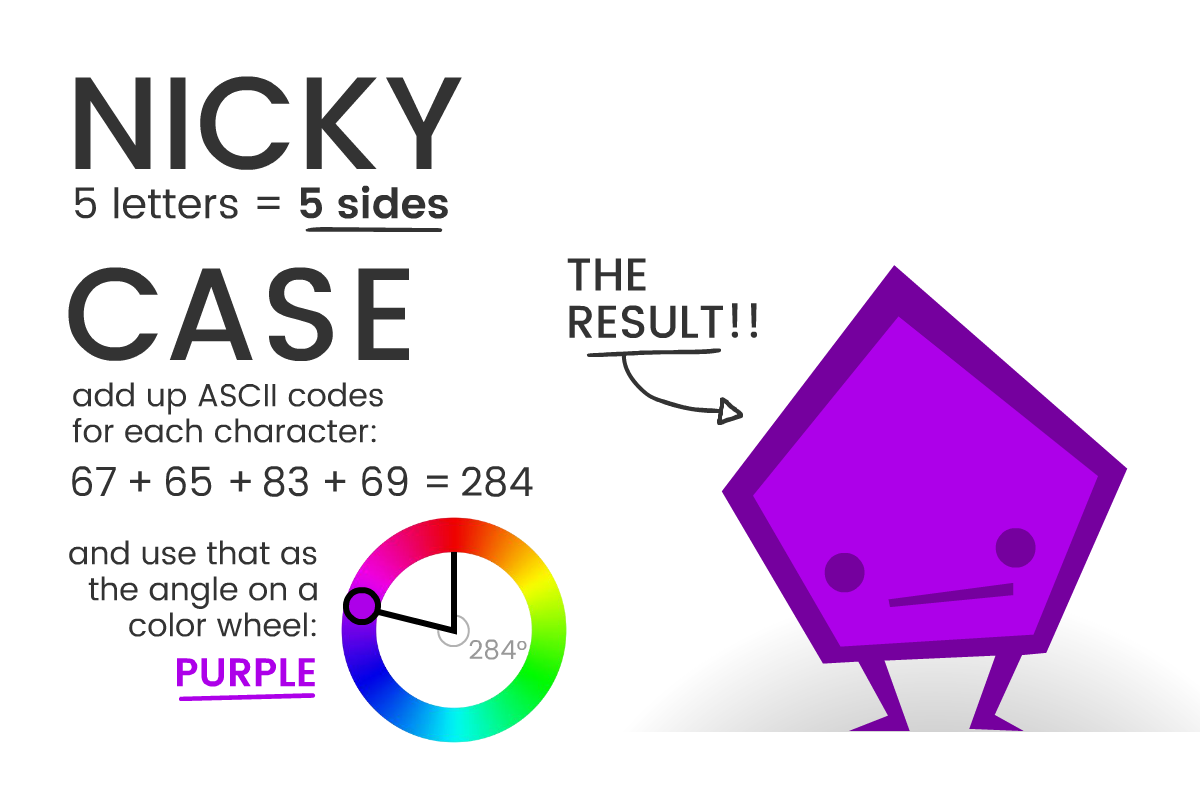 NICKY
5 letters = 5 sides
CASE
add up ASCII codes
for each character:
67 + 65 + 83 + 69 = 284
and use that as
the angle on a
color wheel:
PURPLE
284º
THE
RESULT!!